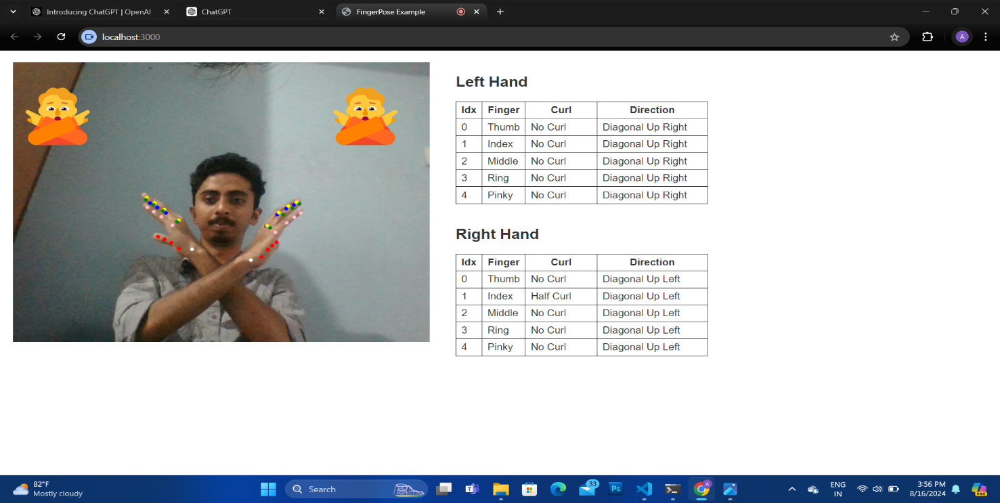 Introducing ChatGPT | OpenAI
ChatGPT
FingerPose Example
localhost:3000
A
Left Hand
Idx Finger Curl Direction
0 Thumb No Curl Diagonal Up Right
1 Index No Curl Diagonal Up Right
2 Middle No Curl Diagonal Up Right
3 Ring No Curl Diagonal Up Right
4 Pinky No Curl Diagonal Up Right
Right Hand
Idx Finger Curl Direction
0 Thumb No Curl Diagonal Up Left
1 Index Half Curl Diagonal Up Left
2 Middle No Curl Diagonal Up Left
3 Ring No Curl Diagonal Up Left
4 Pinky No Curl Diagonal Up Left
82°F
Mostly cloudy
Search
T
33
Ps
A
ENG
IN
3:56 PM
8/16/2024
PRE